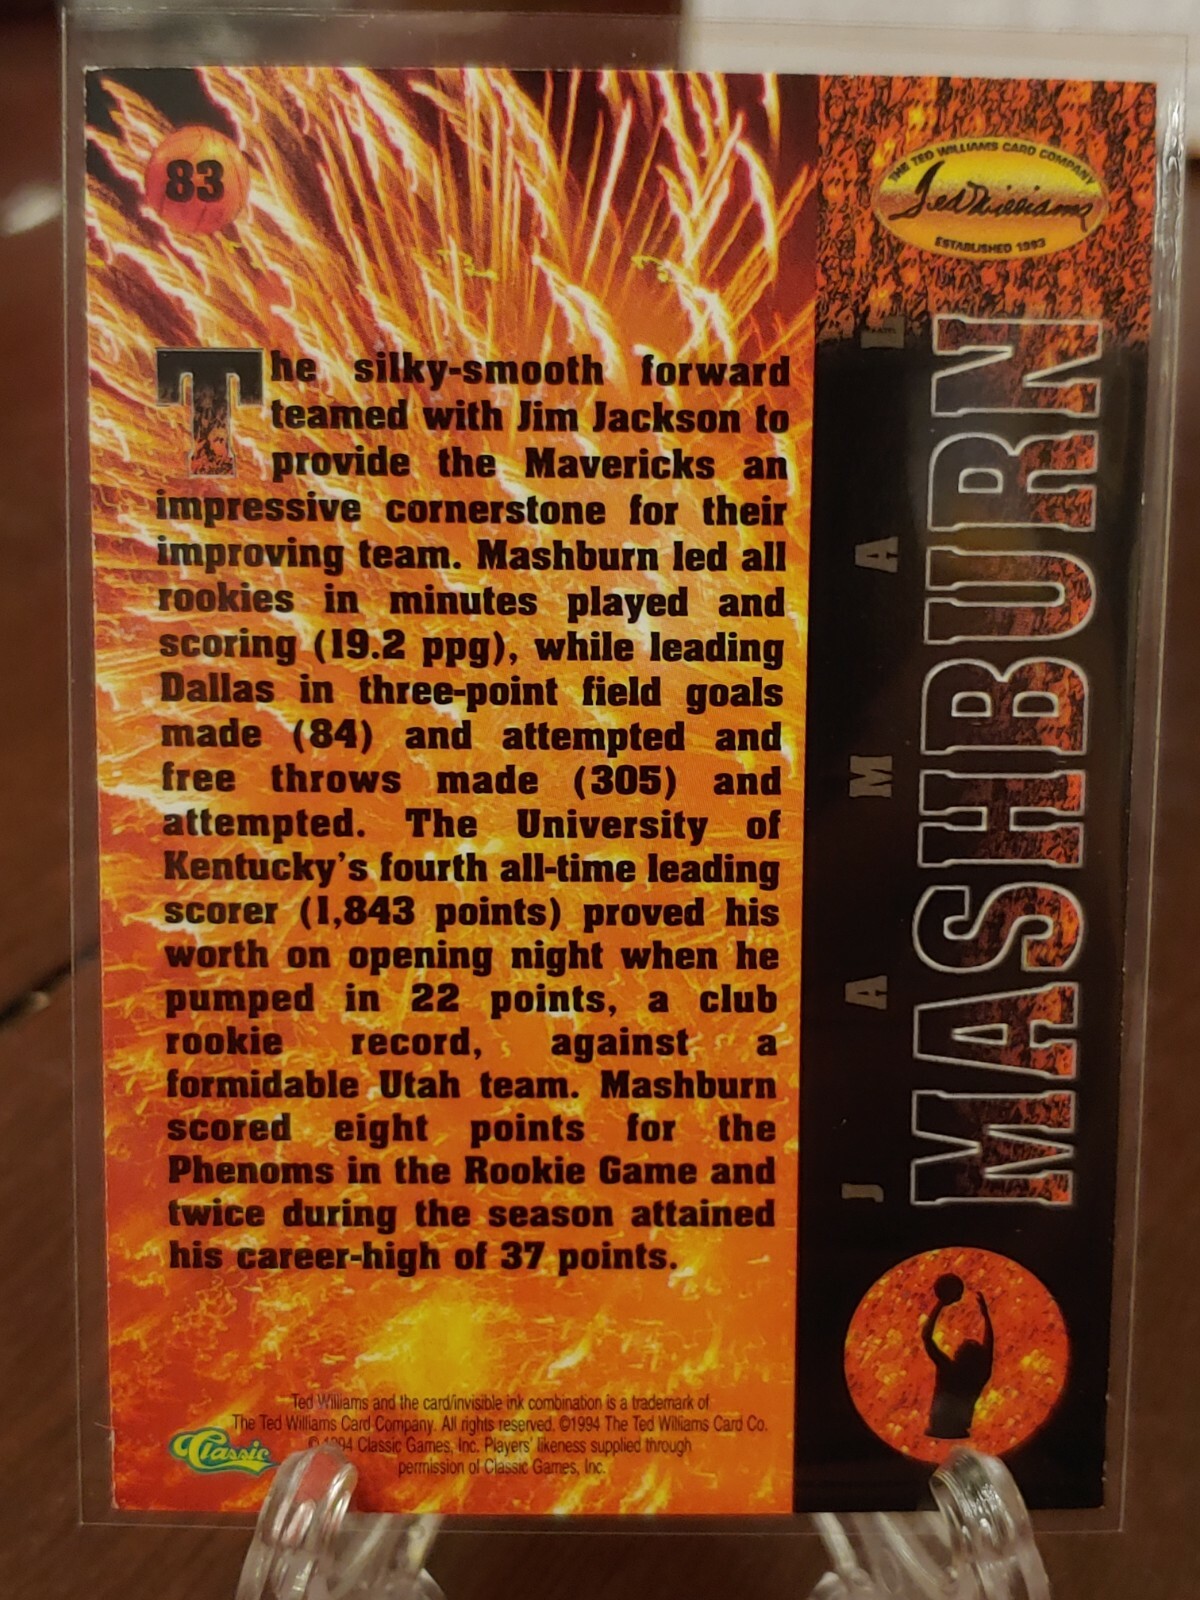 83
The silky-smooth forward
teamed with Jim Jackson to
provide the Mavericks an
impressive cornerstone for their
improving team. Mashburn led all
rookies in minutes played and
scoring (19.2 ppg), while leading
Dallas in three-point field goals
made (84) and attempted and
free throws made (305) and
attempted. The University of
Kentucky's fourth all-time leading
scorer (1,843 points) proved his
worth on opening night when he
pumped in 22 points, a club
rookie record, against a
formidable Utah team. Mashburn
scored eight points for the
Phenoms in the Rookie Game and
twice during the season attained
his career-high of 37 points.
Ted Williams and the card/invisible ink combination is a trademark of
The Ted Williams Card Company. All rights reserved. ©1994 The Ted Williams Card Co.
© 1994 Classic Games, Inc. Players' likeness supplied through
permission of Classic Games, Inc.
Classic
THE TED WILLIAMS CARD COMPANY
Ted Williams
ESTABLISHED 1993
JAMAL
MASHBURN